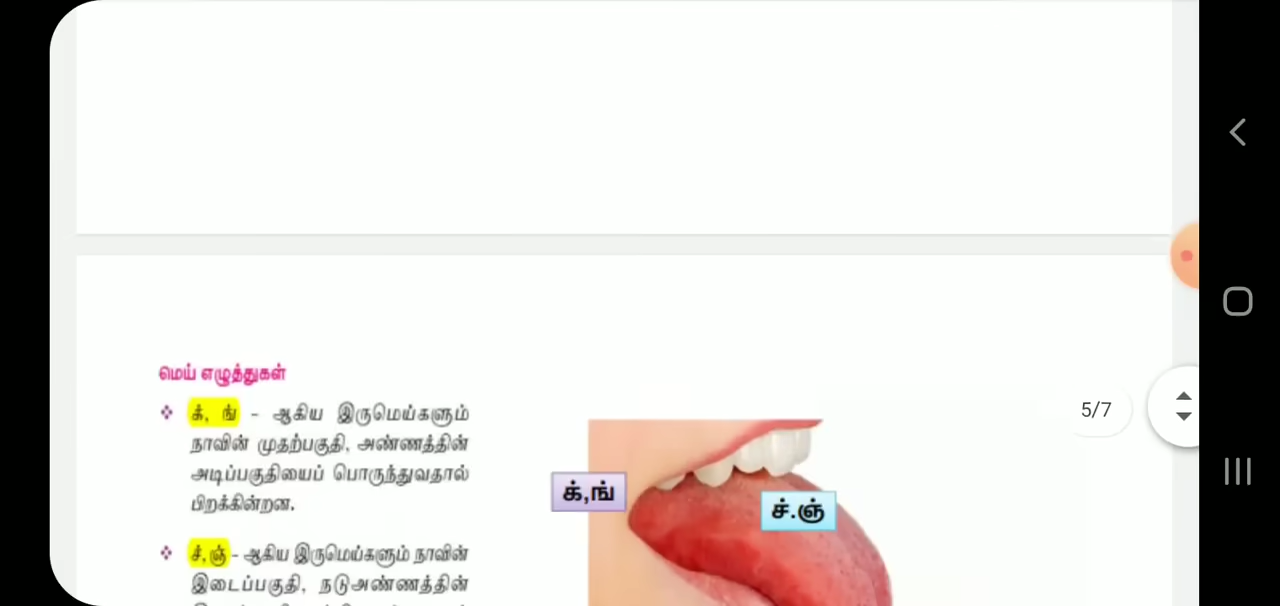 மெய் எழுத்துகள்
❖ க், ங் - ஆகிய இருமெய்களும்
நாவின் முதற்பகுதி, அண்ணத்தின்
அடிப்பகுதியைப் பொருந்துவதால்
பிறக்கின்றன.
❖ ச்,ஞ் - ஆகிய இருமெய்களும் நாவின்
இடைப்பகுதி, நடுஅண்ணத்தின்
க்,ங்
ச்.ஞ்
5/7